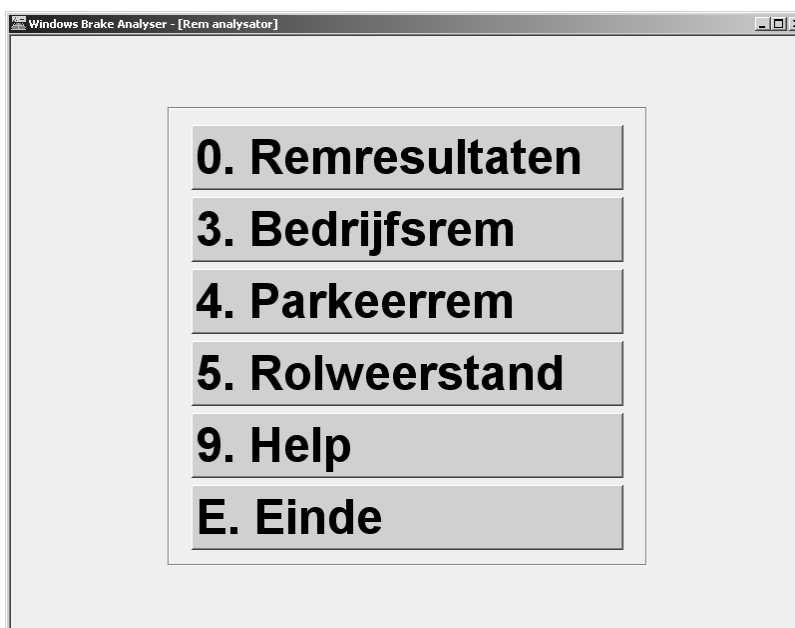 Windows Brake Analyser - [Rem analysator]
0. Remresultaten
3. Bedrijfsrem
4. Parkeerrem
5. Rolweerstand
9. Help
E. Einde